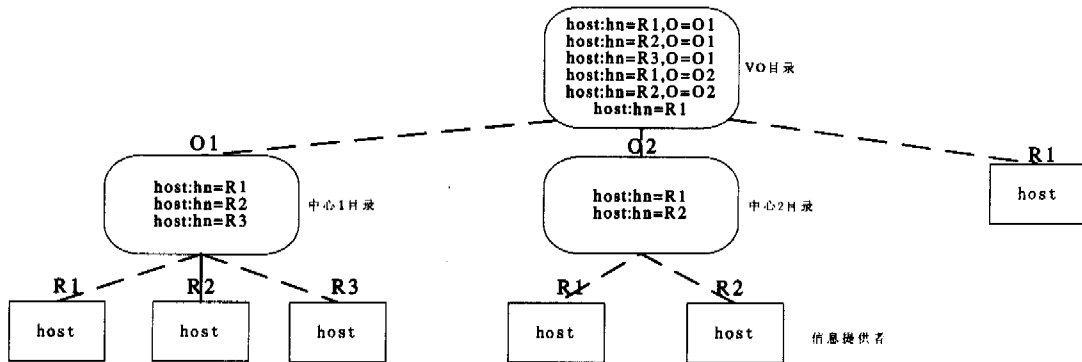 host:hn=R1,O=O1
host:hn=R2,O=O1
host:hn=R3,O=O1
host:hn=R1,O=O2
host:hn=R2,O=O2
host:hn=R1
VO目录
O1
O2
R1
host:hn=R1
host:hn=R2
host:hn=R3
中心1目录
host:hn=R1
host:hn=R2
中心2目录
host
R1
R2
R3
R1
R2
host
host
host
host
host
信息提供者